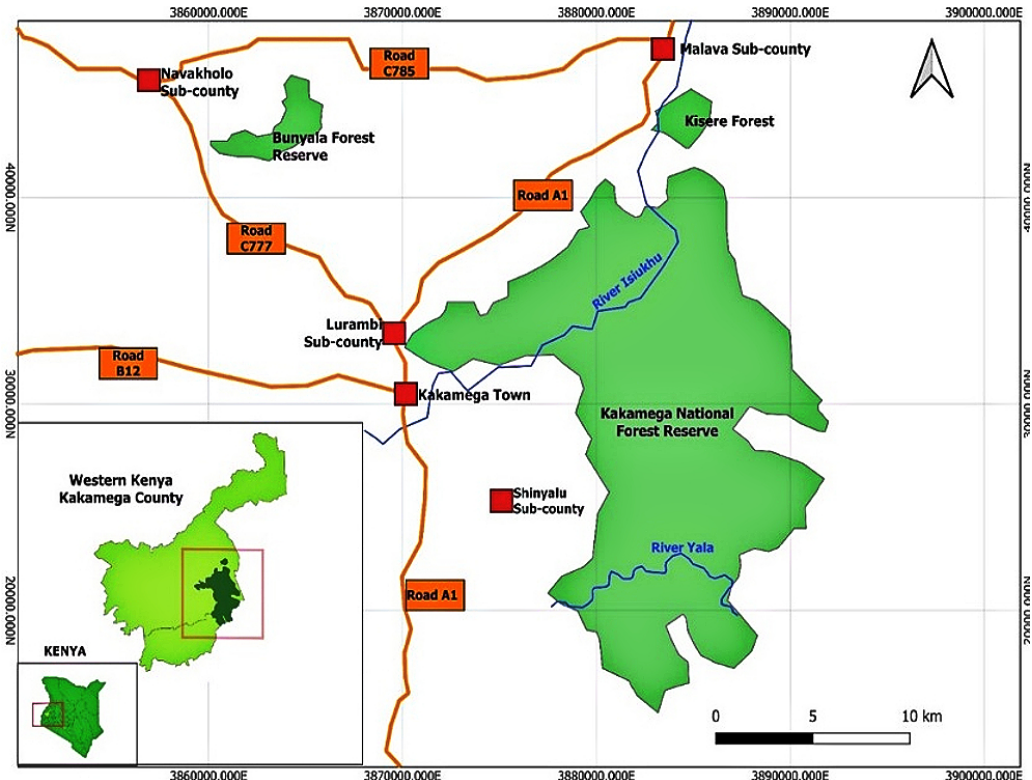 3860000.000E
3870000.000E
3880000.000E
3890000.000E
3900000.000E
Malava Sub-county
Road
C785
Navakholo
Sub-county
Kisere Forest
Bunyala Forest
Reserve
Road A1
Road
C777
River Isiukhu
Lurambi
Sub-county
Road
B12
Kakamega Town
Kakamega National
Forest Reserve
Western Kenya
Kakamega County
Shinyalu
Sub-county
River Yala
Road A1
KENYA
0
5
10 km
40000.000N
30000.000N
20000.000N
3860000.000E
3870000.000E
3880000.000E
3890000.000E
3900000.000E